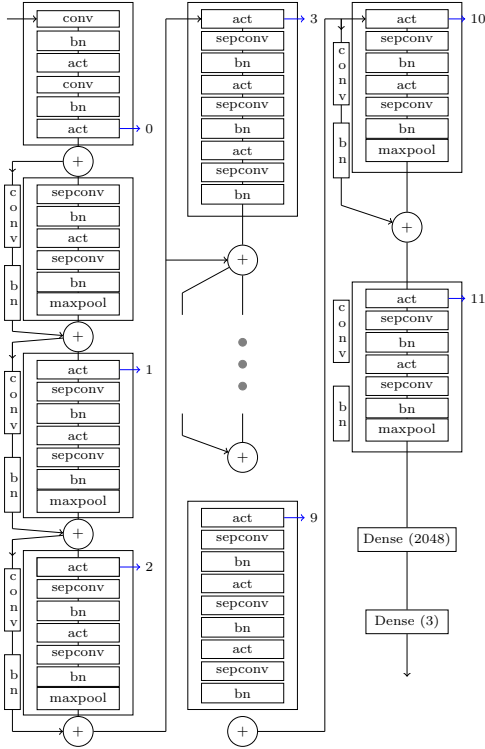 conv
bn
act
conv
bn
act
0
+
c
o
n
v
b
n
sepconv
bn
act
sepconv
bn
maxpool
+
c
o
n
v
b
n
act
1
sepconv
bn
act
sepconv
bn
maxpool
+
c
o
n
v
b
n
act
2
sepconv
bn
act
sepconv
bn
maxpool
+
act
3
sepconv
bn
act
sepconv
bn
act
sepconv
bn
+
+
act
9
sepconv
bn
act
sepconv
bn
act
sepconv
bn
+
c
o
n
v
b
n
act
10
sepconv
bn
act
sepconv
bn
maxpool
+
c
o
n
v
b
n
act
11
sepconv
bn
act
sepconv
bn
maxpool
Dense (2048)
Dense (3)